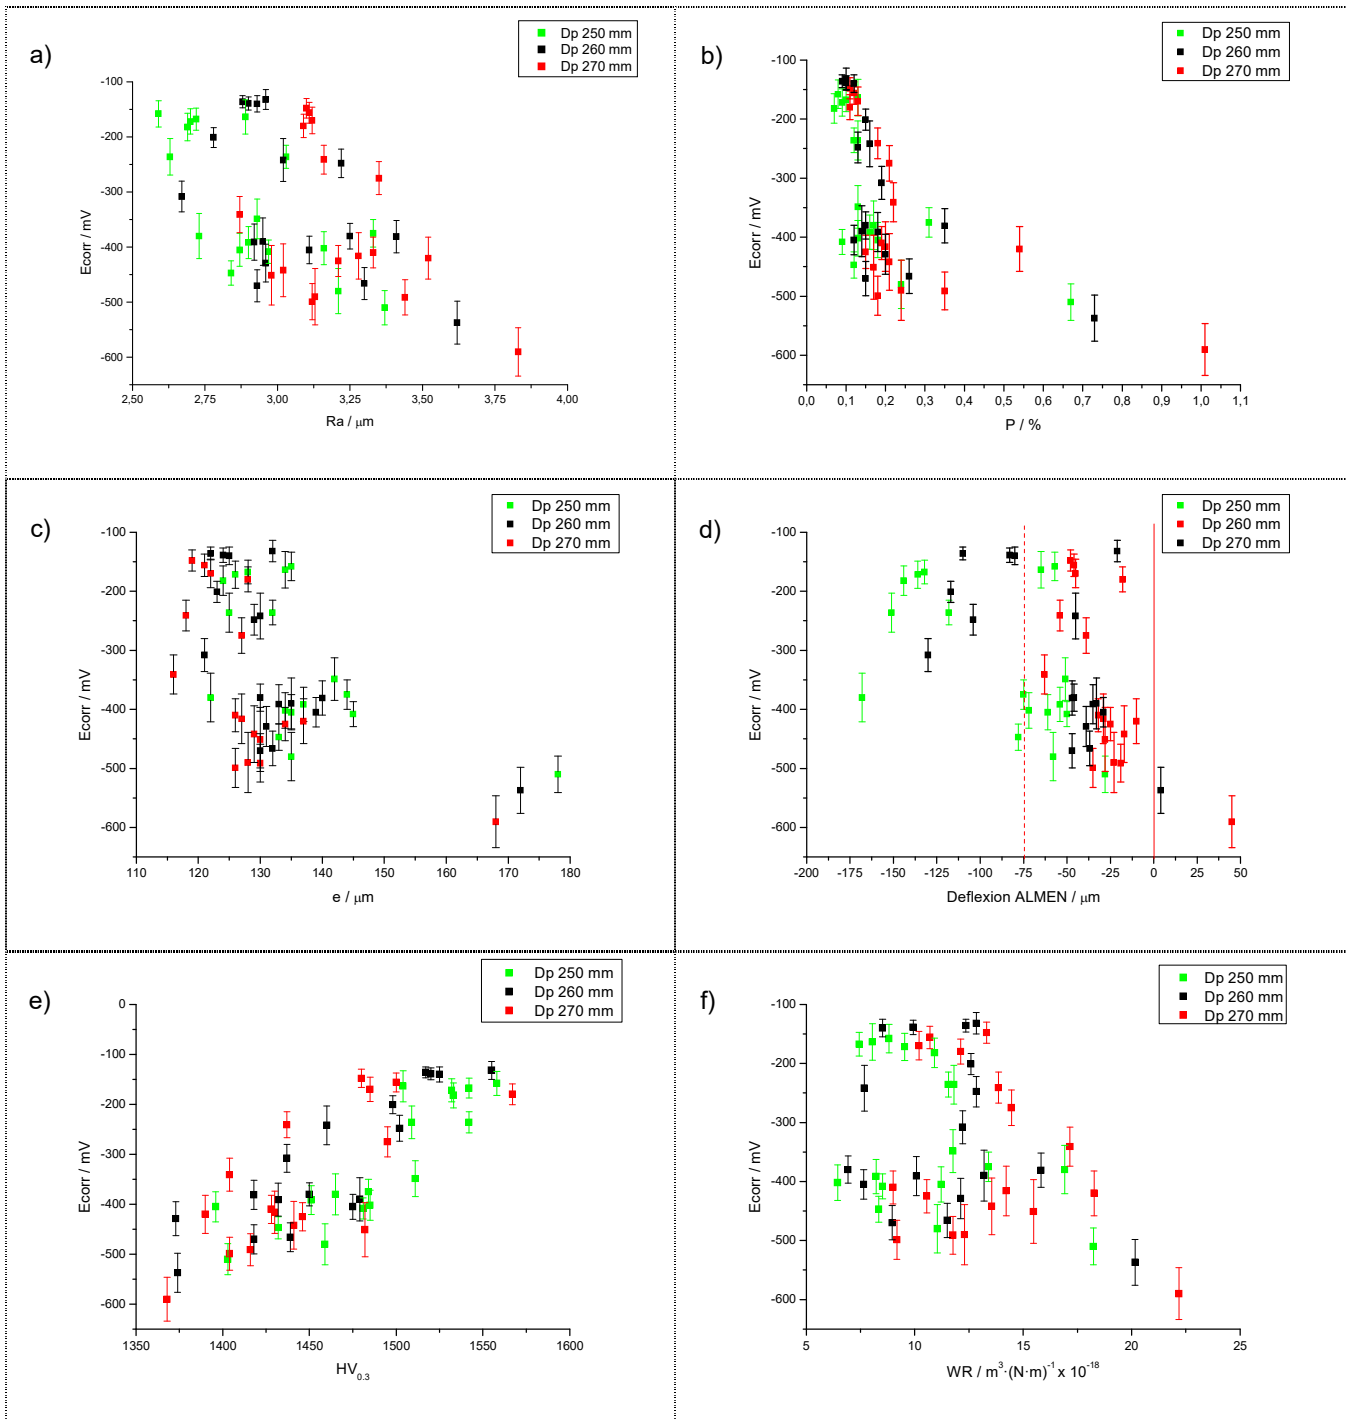 a)
Dp 250 mm
Dp 260 mm
Dp 270 mm
-100
-200
-300
-400
-500
-600
Ecorr / mV
2,50 2,75 3,00 3,25 3,50 3,75 4,00
Ra / μm
b)
Dp 250 mm
Dp 260 mm
Dp 270 mm
-100
-200
-300
-400
-500
-600
Ecorr / mV
0,0 0,1 0,2 0,3 0,4 0,5 0,6 0,7 0,8 0,9 1,0 1,1
P / %
c)
Dp 250 mm
Dp 260 mm
Dp 270 mm
-100
-200
-300
-400
-500
-600
Ecorr / mV
110 120 130 140 150 160 170 180
e / μm
d)
Dp 250 mm
Dp 260 mm
Dp 270 mm
-100
-200
-300
-400
-500
-600
Ecorr / mV
-200 -175 -150 -125 -100 -75 -50 -25 0 25 50
Deflexion ALMEN / μm
e)
Dp 250 mm
Dp 260 mm
Dp 270 mm
0
-100
-200
-300
-400
-500
-600
Ecorr / mV
1350 1400 1450 1500 1550 1600
HV0.3
f)
Dp 250 mm
Dp 260 mm
Dp 270 mm
-100
-200
-300
-400
-500
-600
Ecorr / mV
5 10 15 20 25
WR / m³·(N·m)⁻¹ x 10⁻¹⁸